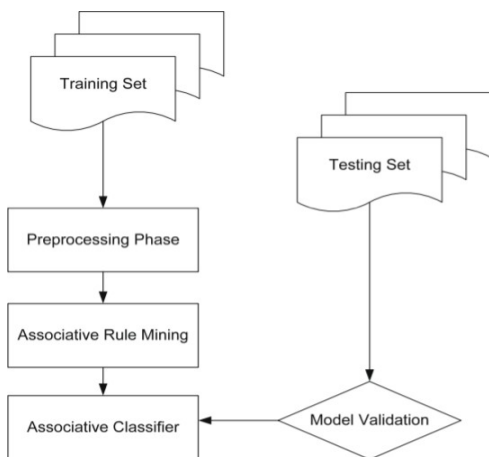 Training Set
Testing Set
Preprocessing Phase
Associative Rule Mining
Associative Classifier
Model Validation